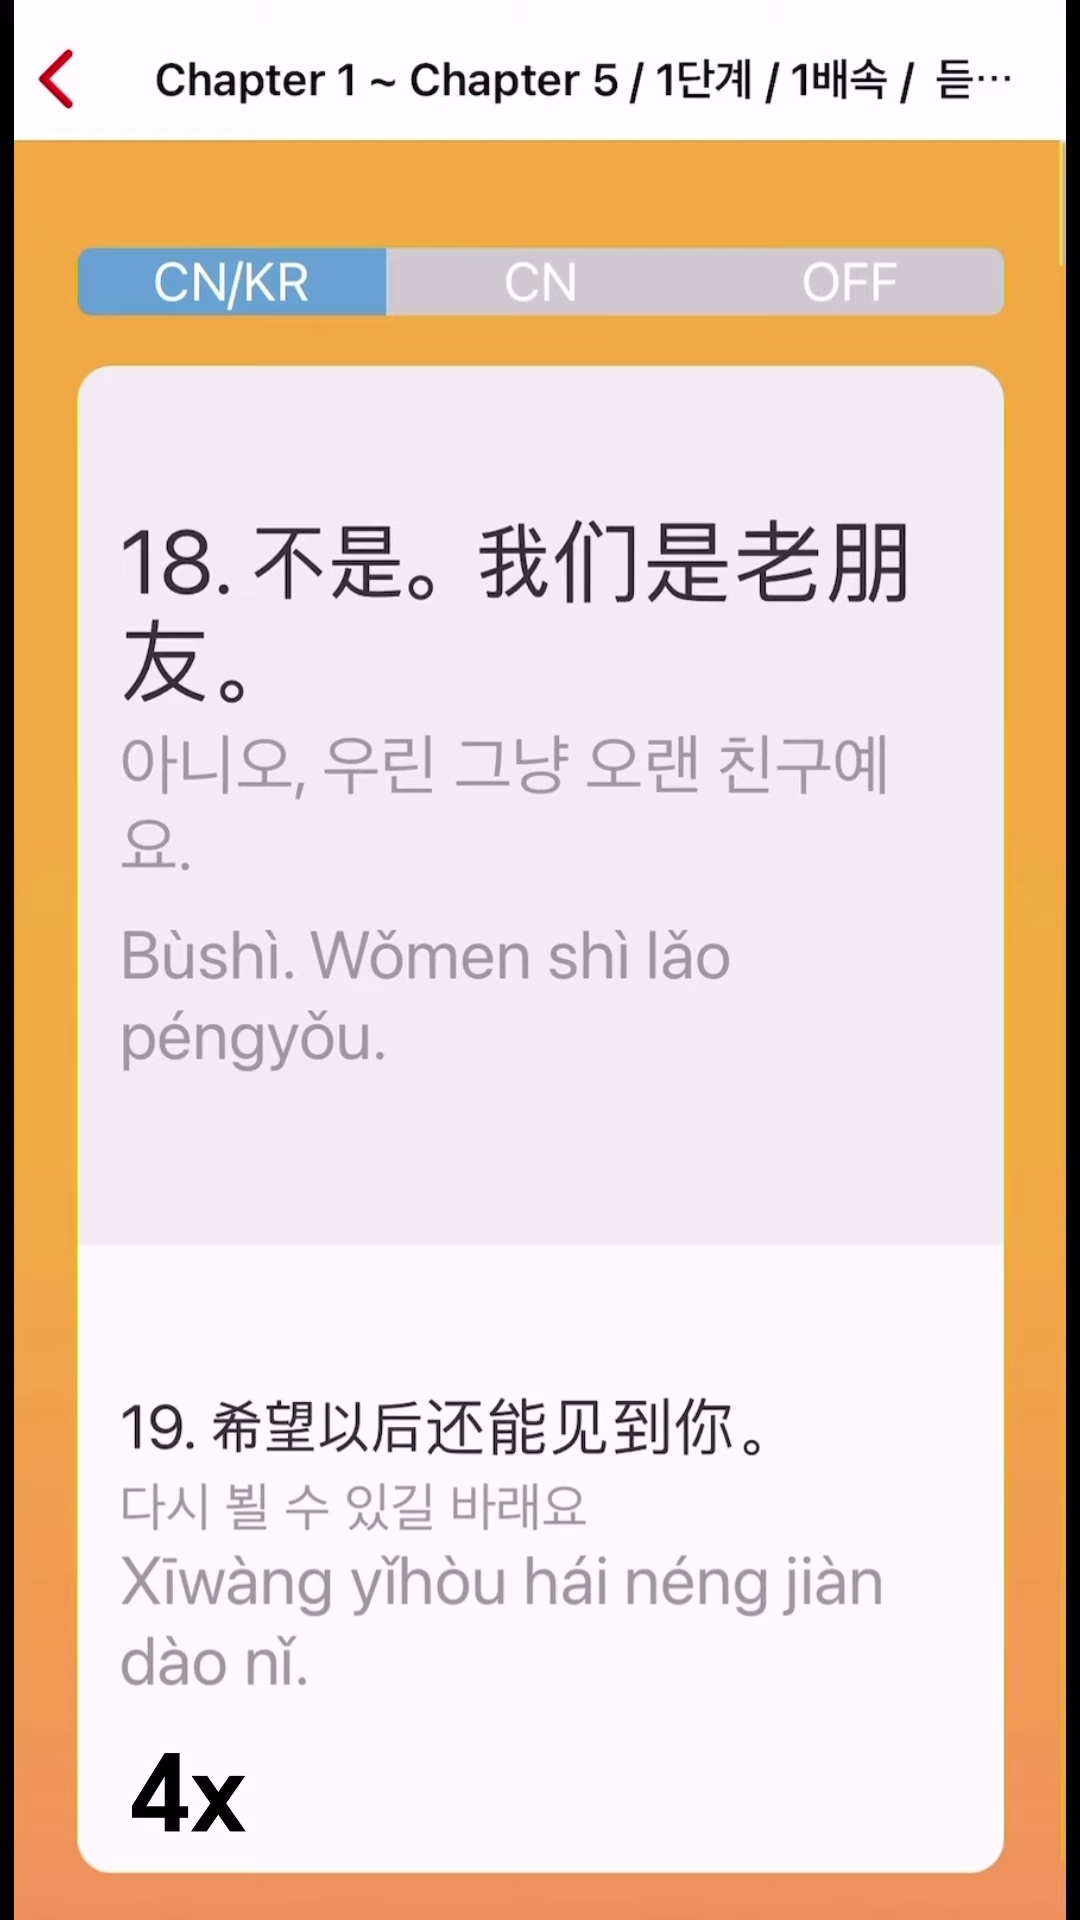 Chapter 1 ~ Chapter 5 / 1단계 / 1배속 / 듣…
CN/KR CN OFF
18. 不是。我们是老朋
友。
아니오, 우린 그냥 오랜 친구예
요.
Bùshì. Wǒmen shì lǎo
péngyǒu.
19. 希望以后还能见到你。
다시 뵐 수 있길 바래요
Xīwàng yǐhòu hái néng jiàn
dào nǐ.
4x